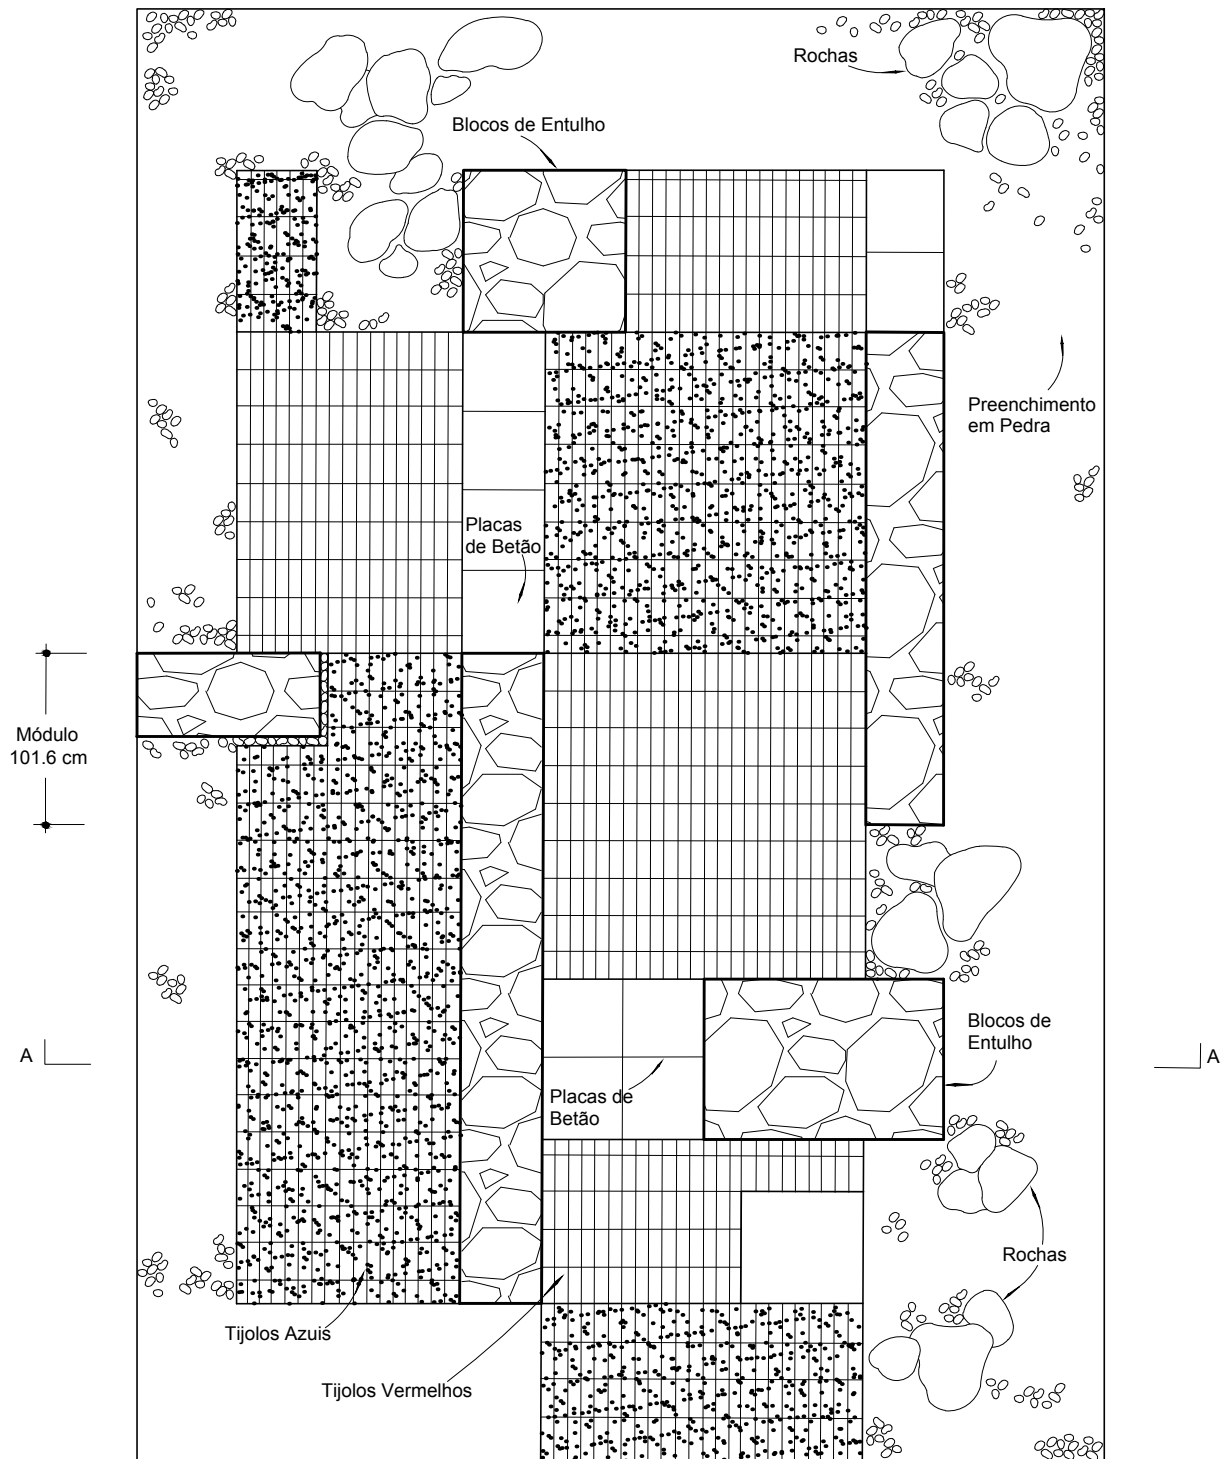 Rochas
Blocos de Entulho
Preenchimento
em Pedra
Placas
de Betão
Módulo
101.6 cm
Blocos de
Entulho
A
A
Placas de
Betão
Rochas
Tijolos Azuis
Tijolos Vermelhos